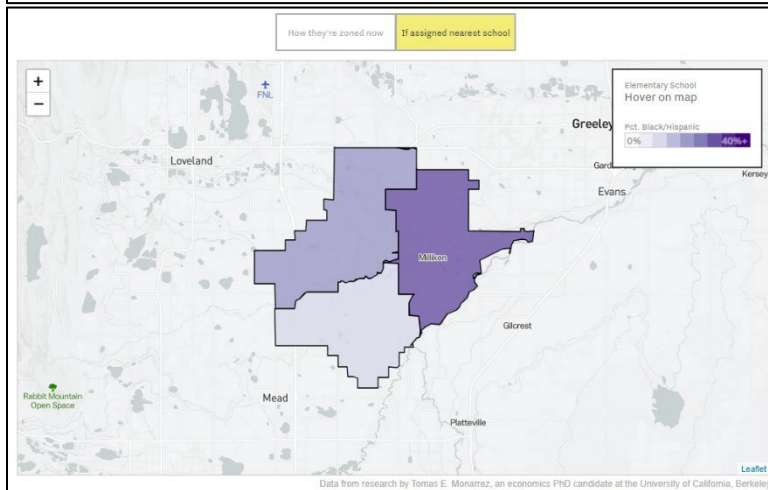 How they're zoned now
If assigned nearest school
+
−
FNL
Loveland
Greeley
Elementary School
Hover on map
Pct. Black/Hispanic
0%
40%+
Kersey
Evans
Milliken
Gilcrest
Rabbit Mountain
Open Space
Mead
Platteville
Leaflet
Data from research by Tomas E. Monarrez, an economics PhD candidate at the University of California, Berkeley